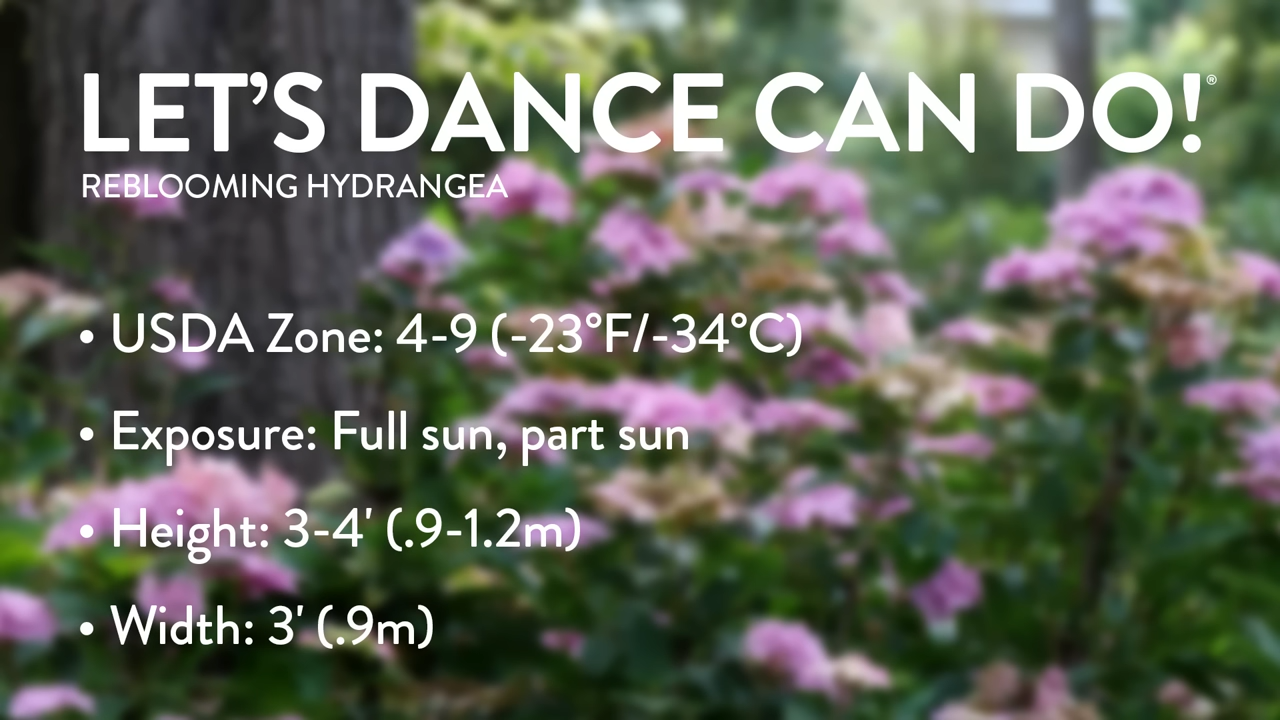 LET’S DANCE CAN DO!®
REBLOOMING HYDRANGEA
• USDA Zone: 4-9 (-23°F/-34°C)
• Exposure: Full sun, part sun
• Height: 3-4' (.9-1.2m)
• Width: 3' (.9m)